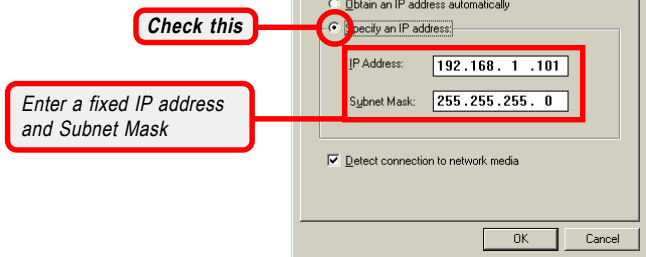 Obtain an IP address automatically
Check this
Specify an IP address:
IP Address: 192.168. 1 .101
Enter a fixed IP address
and Subnet Mask
Subnet Mask: 255.255.255. 0
Detect connection to network media
OK Cancel